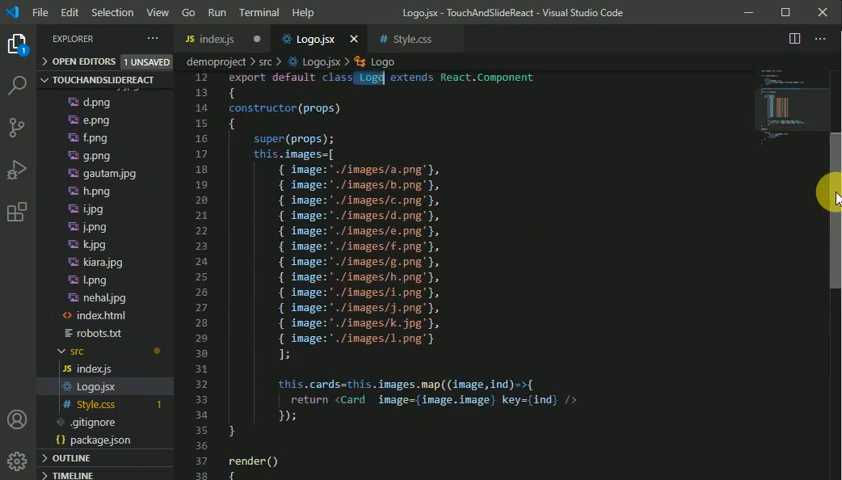 File Edit Selection View Go Run Terminal Help Logo.jsx - TouchAndSlideReact - Visual Studio Code
EXPLORER
JS index.js
Logo.jsx
# Style.css
OPEN EDITORS 1 UNSAVED
demoproject > src > Logo.jsx > Logo
TOUCHANDSLIDEREACT
d.png
e.png
f.png
g.png
gautam.jpg
h.png
i.jpg
j.png
k.jpg
kiara.jpg
l.png
nehal.jpg
<> index.html
robots.txt
src
JS index.js
Logo.jsx
# Style.css 1
.gitignore
{} package.json
OUTLINE
TIMELINE
1
12 export default class Logo extends React.Component
13 {
14 constructor(props)
15 {
16 super(props);
17 this.images=[
18 { image:'./images/a.png'},
19 { image:'./images/b.png'},
20 { image:'./images/c.png'},
21 { image:'./images/d.png'},
22 { image:'./images/e.png'},
23 { image:'./images/f.png'},
24 { image:'./images/g.png'},
25 { image:'./images/h.png'},
26 { image:'./images/i.png'},
27 { image:'./images/j.png'},
28 { image:'./images/k.jpg'},
29 { image:'./images/l.png'}
30 ];
31
32 this.cards=this.images.map((image,ind)=>{
33 return <Card image={image.image} key={ind} />
34 });
35 }
36
37 render()
38 {